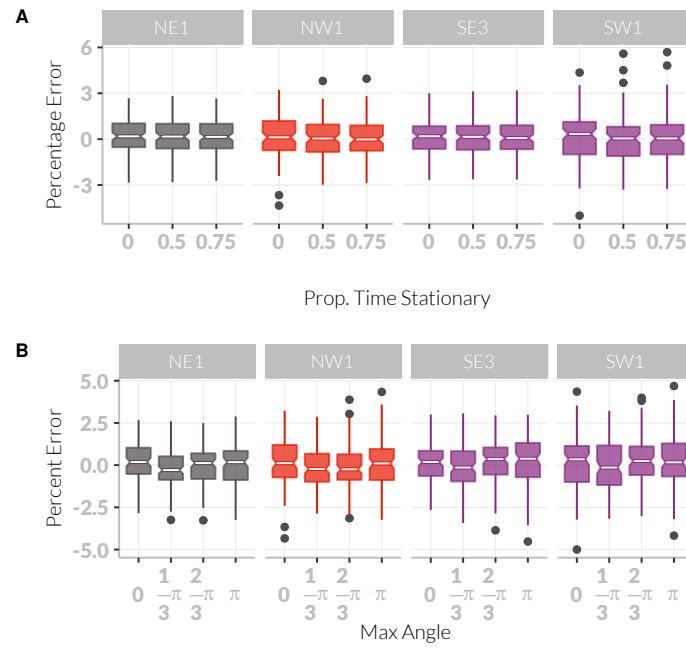 A
NE1 NW1 SE3 SW1
Percentage Error
6
3
0
-3
0 0.5 0.75 0 0.5 0.75 0 0.5 0.75 0 0.5 0.75
Prop. Time Stationary
B
NE1 NW1 SE3 SW1
Percent Error
5.0
2.5
0.0
-2.5
-5.0
0 1/3 π 2/3 π π 0 1/3 π 2/3 π π 0 1/3 π 2/3 π π 0 1/3 π 2/3 π π
Max Angle